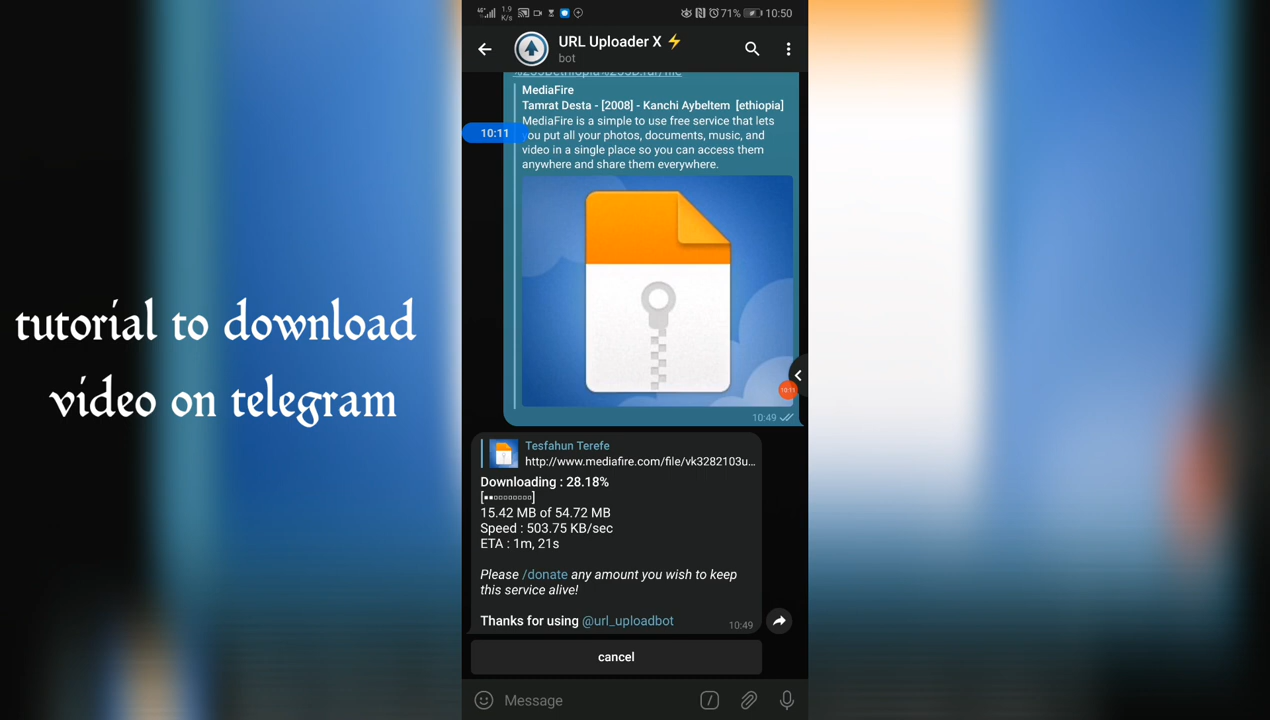 4G 1.9 K/s
71% 10:50
URL Uploader X ⚡
bot
MediaFire
Tamrat Desta - [2008] - Kanchi Aybeltem [ethiopia]
MediaFire is a simple to use free service that lets
10:11
you put all your photos, documents, music, and
video in a single place so you can access them
anywhere and share them everywhere.
tutorial to download
video on telegram
10:11
10:49
Tesfahun Terefe
http://www.mediafire.com/file/vk3282103u...
Downloading : 28.18%
[▪▪▫▫▫▫▫▫▫▫]
15.42 MB of 54.72 MB
Speed : 503.75 KB/sec
ETA : 1m, 21s
Please /donate any amount you wish to keep
this service alive!
Thanks for using @url_uploadbot
10:49
cancel
Message